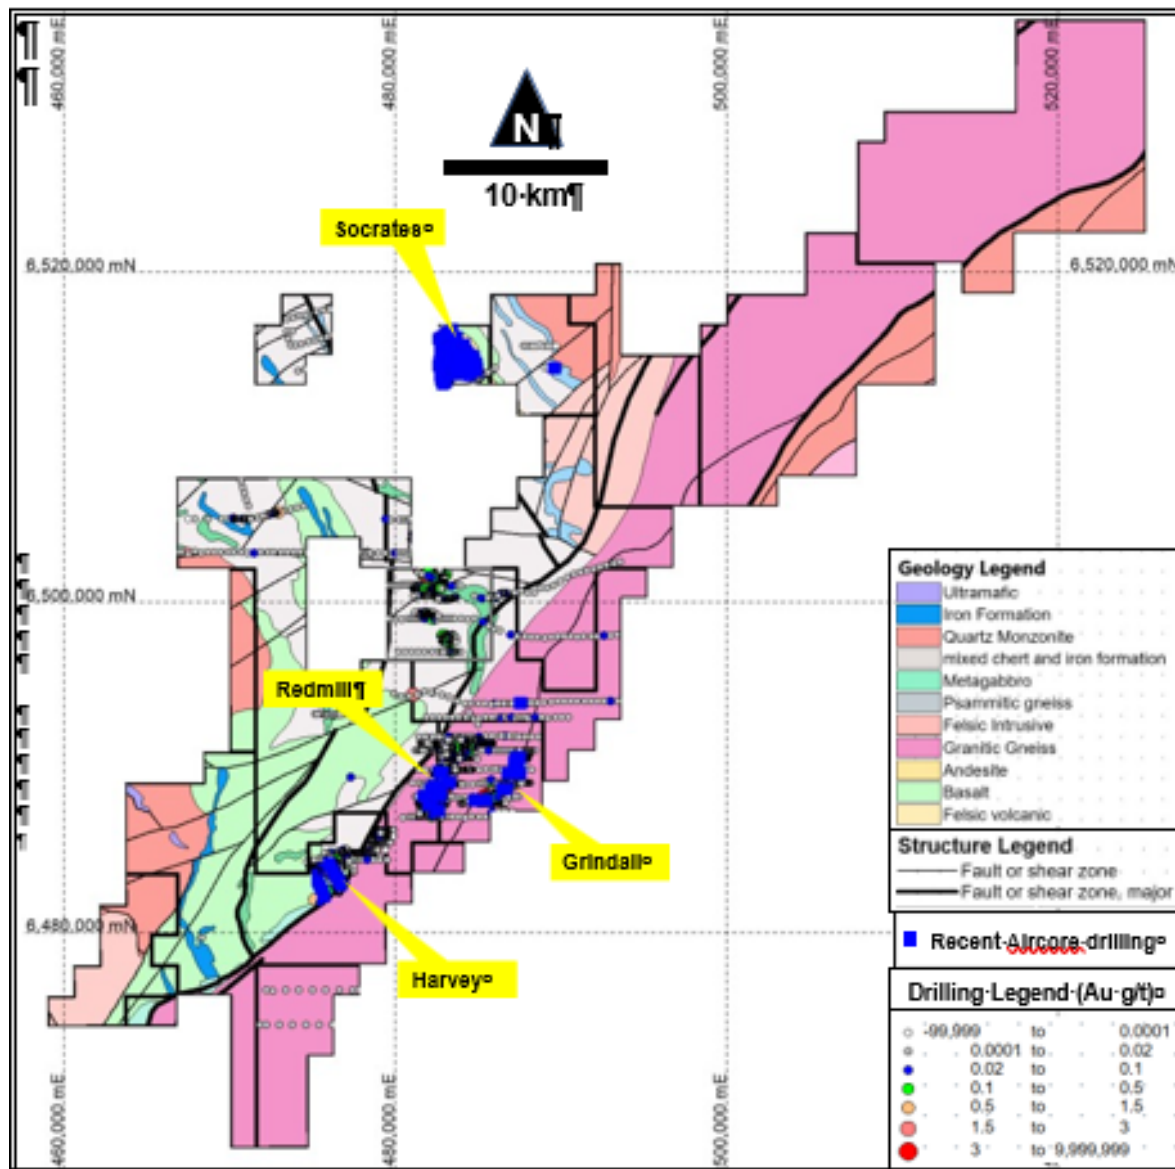 ¶
¶
460,000 mE
480,000 mE
500,000 mE
520,000 mE
N¶
10·km¶
Socrates¤
6,520,000 mN
6,520,000 mN
¶
¶
¶
¶
¶
6,500,000 mN
Redmill¶
¶
¶
¶
¶
¶
¶
Grindall¤
6,480,000 mN
Harvey¤
460,000 mE
480,000 mE
500,000 mE
Geology Legend
Ultramafic
Iron Formation
Quartz Monzonite
mixed chert and iron formation
Metagabbro
Psammitic gneiss
Felsic Intrusive
Granitic Gneiss
Andesite
Basalt
Felsic volcanic
Structure Legend
Fault or shear zone
Fault or shear zone, major
Recent·Aircore·drilling¤
Drilling·Legend·(Au·g/t)¤
-99,999 to 0.0001
0.0001 to 0.02
0.02 to 0.1
0.1 to 0.5
0.5 to 1.5
1.5 to 3
3 to 9,999,999